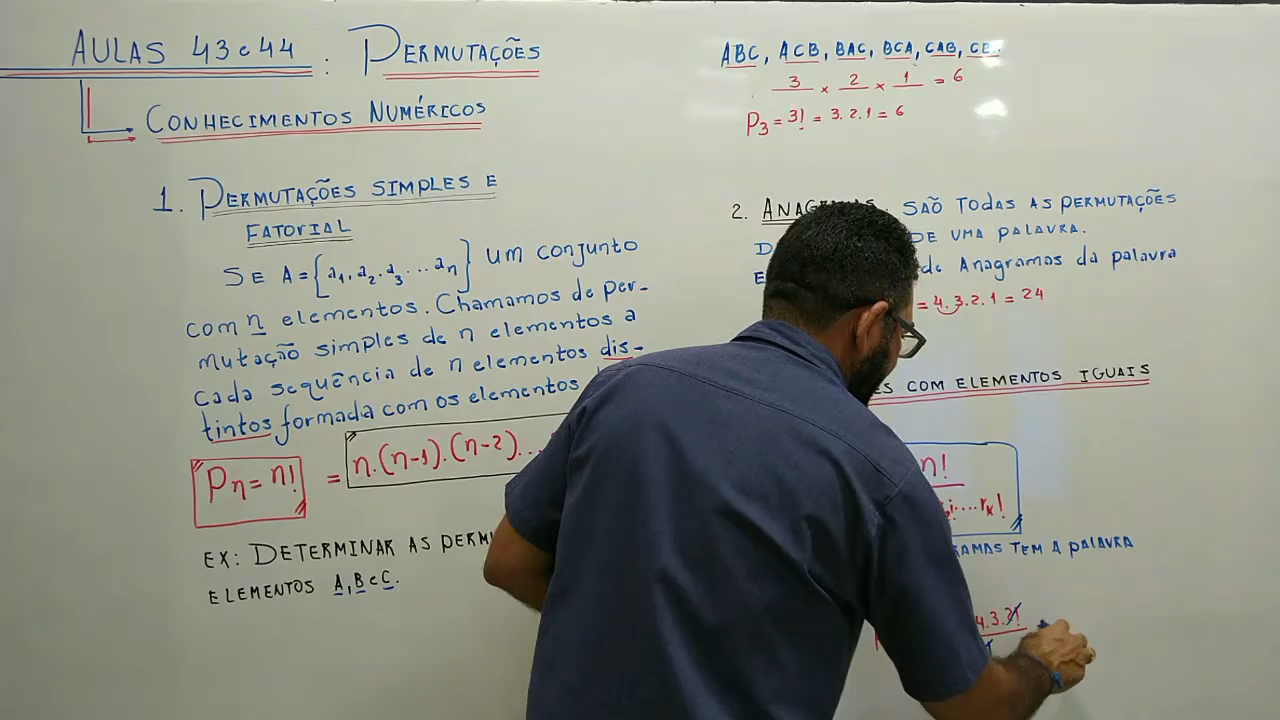 AULAS 43 e 44 : PERMUTAÇÕES
CONHECIMENTOS NUMÉRICOS
1. PERMUTAÇÕES SIMPLES E
FATORIAL
SE A = {a1, a2, a3 ... an} um conjunto
com n elementos. Chamamos de per-
mutação simples de n elementos a
cada sequência de n elementos dis-
tintos formada com os elementos
Pn = n! = n.(n-1).(n-2)...
EX: DETERMINAR AS PERM
ELEMENTOS A, B e C.
ABC, ACB, BAC, BCA, CAB,
3 x 2 x 1 = 6
P3 = 3! = 3.2.1 = 6
2. SÃO TODAS AS PERMUTAÇÕES
DE UMA PALAVRA.
de Anagramas da palavra
= 4.3.2.1 = 24
ES COM ELEMENTOS IGUAIS
n!
!....rk!
RAMAS TEM A PALAVRA
4.3.2!